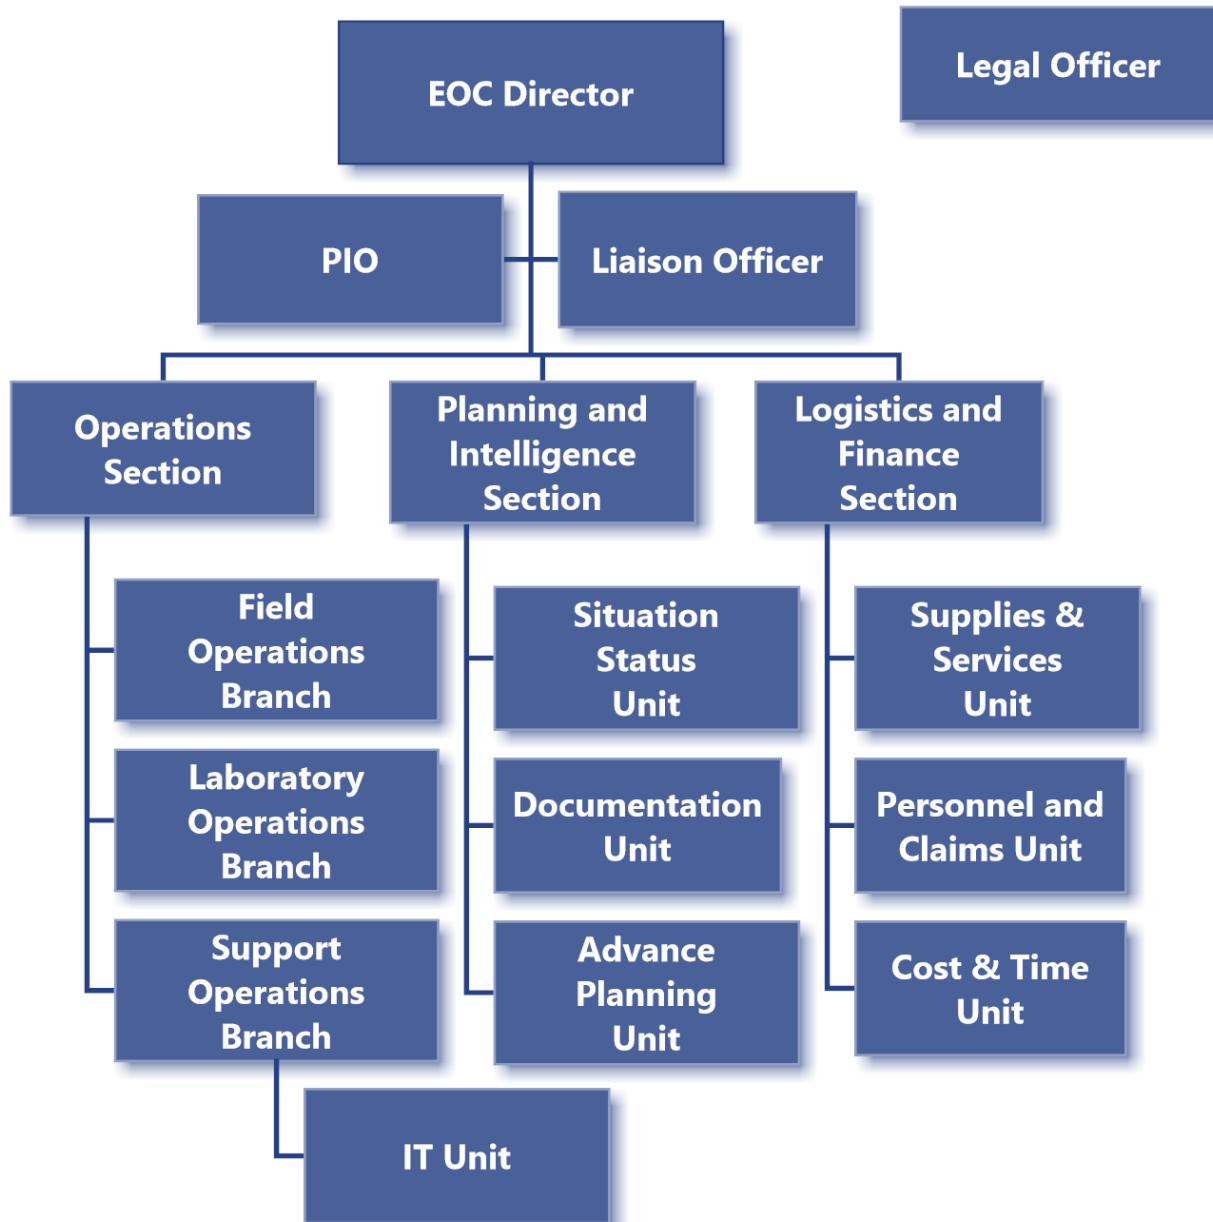 EOC Director
Legal Officer
PIO
Liaison Officer
Operations
Section
Planning and
Intelligence
Section
Logistics and
Finance
Section
Field
Operations
Branch
Situation
Status
Unit
Supplies &
Services
Unit
Laboratory
Operations
Branch
Documentation
Unit
Personnel and
Claims Unit
Support
Operations
Branch
Advance
Planning
Unit
Cost & Time
Unit
IT Unit